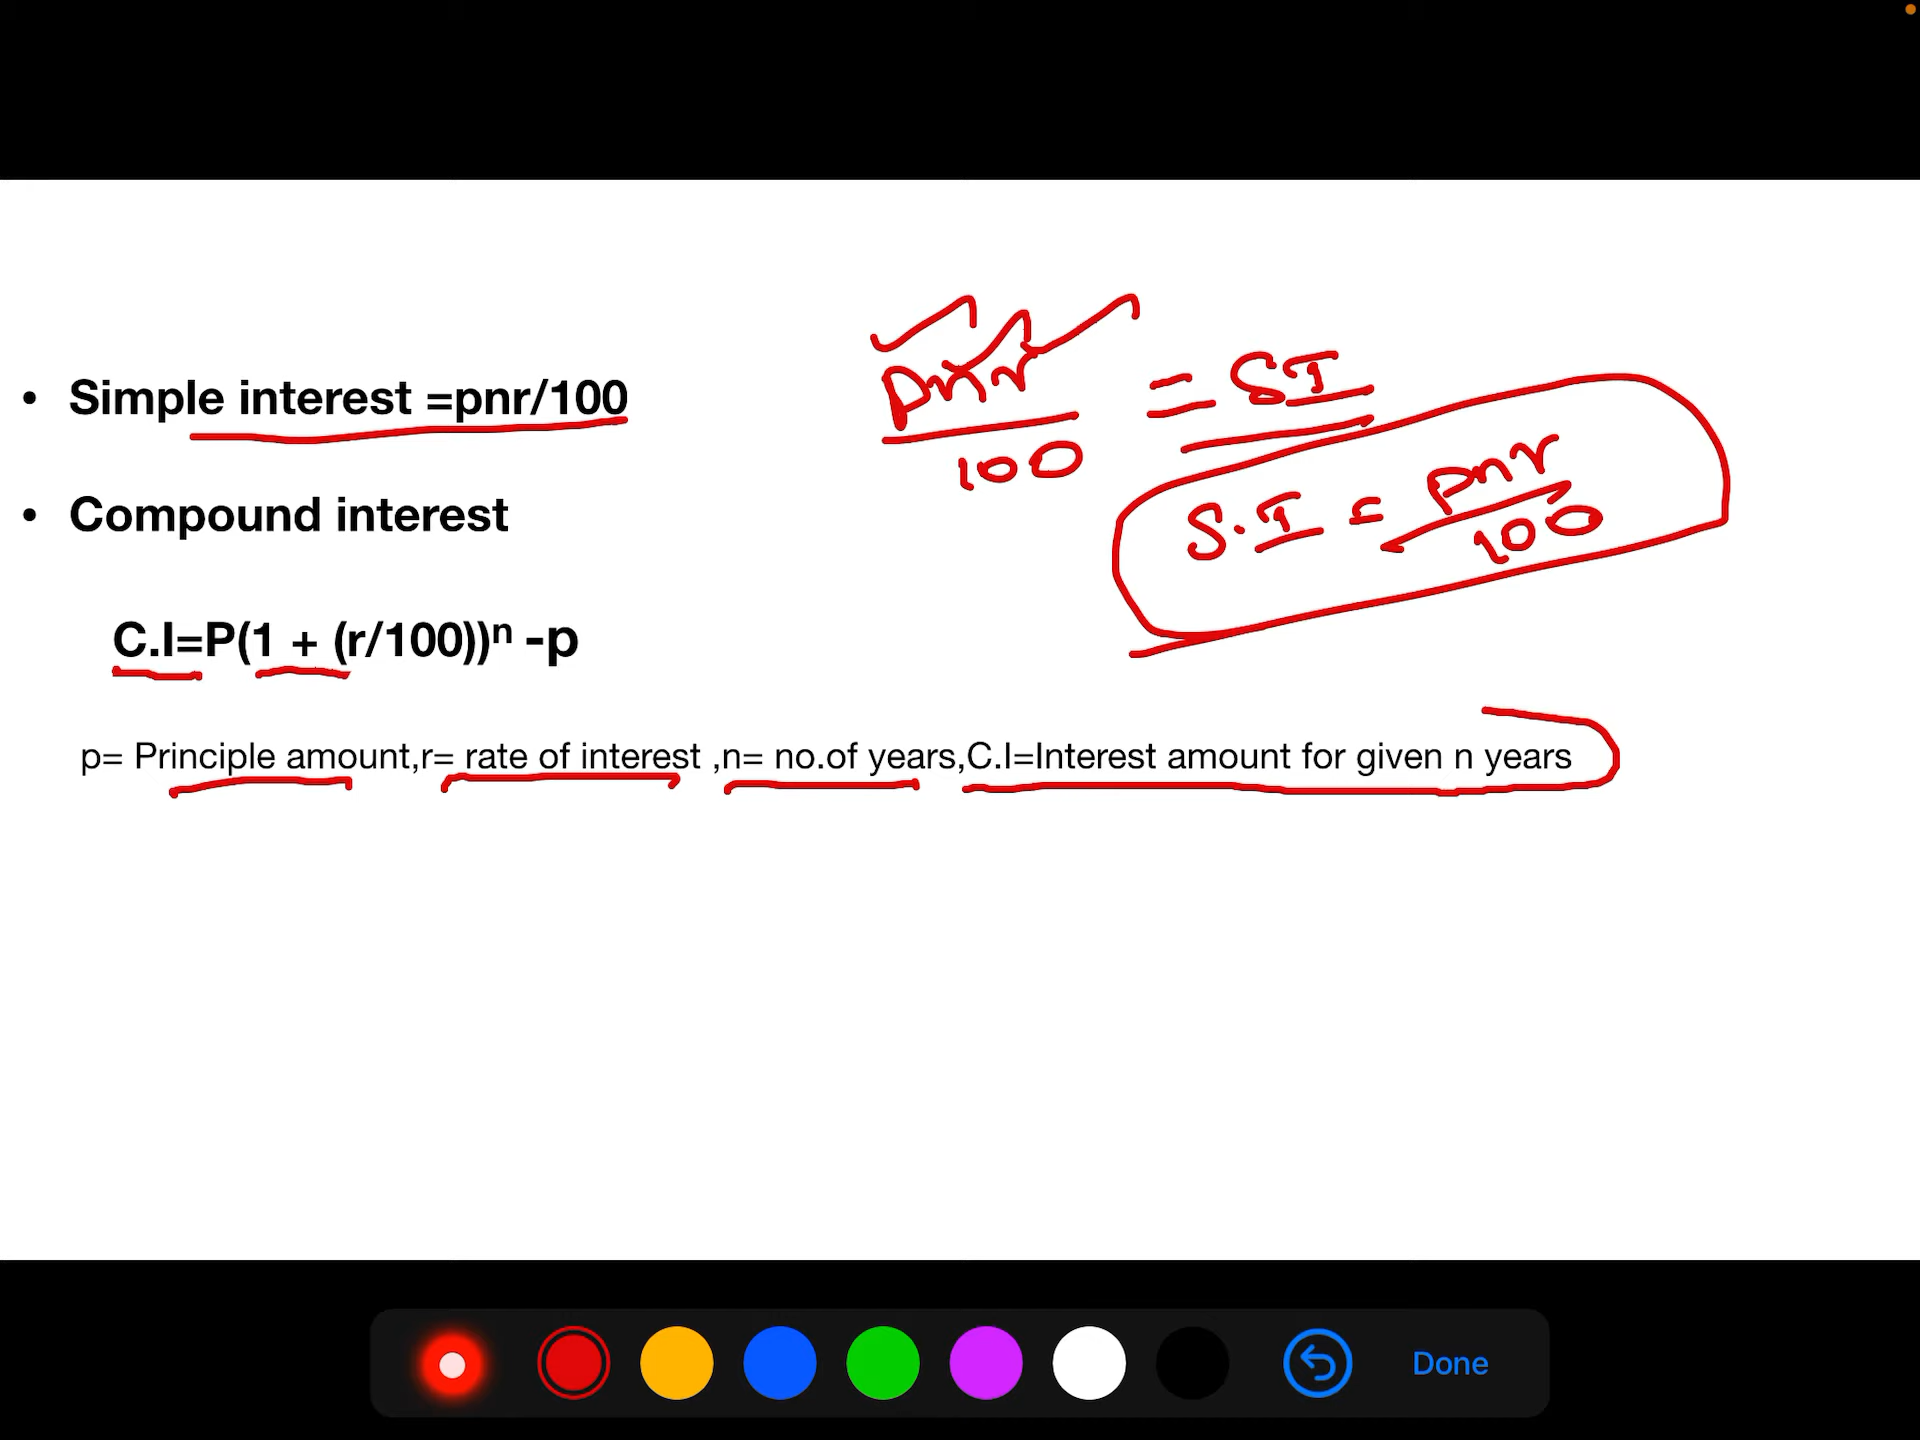 • Simple interest =pnr/100
pnr/100 = SI
S.I = pnr/100
• Compound interest
C.I=P(1 + (r/100))ⁿ -p
p= Principle amount,r= rate of interest ,n= no.of years,C.I=Interest amount for given n years
Done